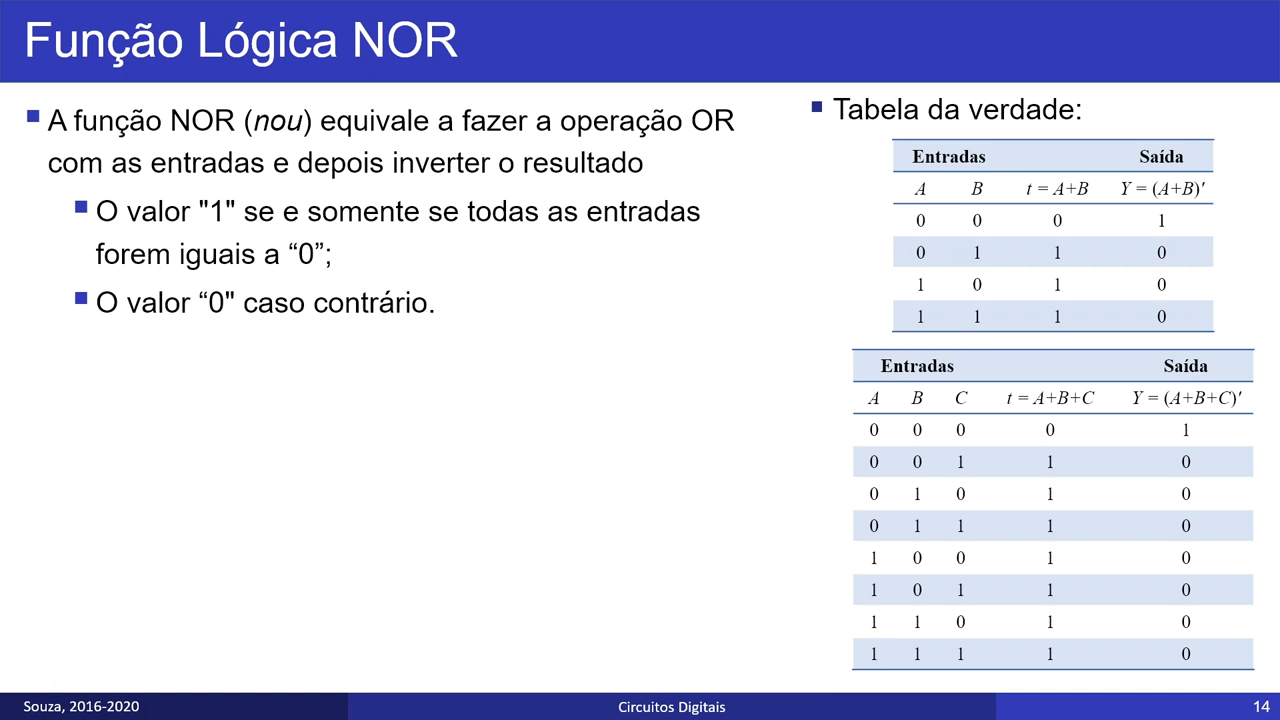 Função Lógica NOR
A função NOR (nou) equivale a fazer a operação OR
com as entradas e depois inverter o resultado
O valor "1" se e somente se todas as entradas
forem iguais a “0”;
O valor “0" caso contrário.
Tabela da verdade:
Entradas Saída
A B t = A+B Y = (A+B)'
0 0 0 1
0 1 1 0
1 0 1 0
1 1 1 0
Entradas Saída
A B C t = A+B+C Y = (A+B+C)'
0 0 0 0 1
0 0 1 1 0
0 1 0 1 0
0 1 1 1 0
1 0 0 1 0
1 0 1 1 0
1 1 0 1 0
1 1 1 1 0
Souza, 2016-2020 Circuitos Digitais 14